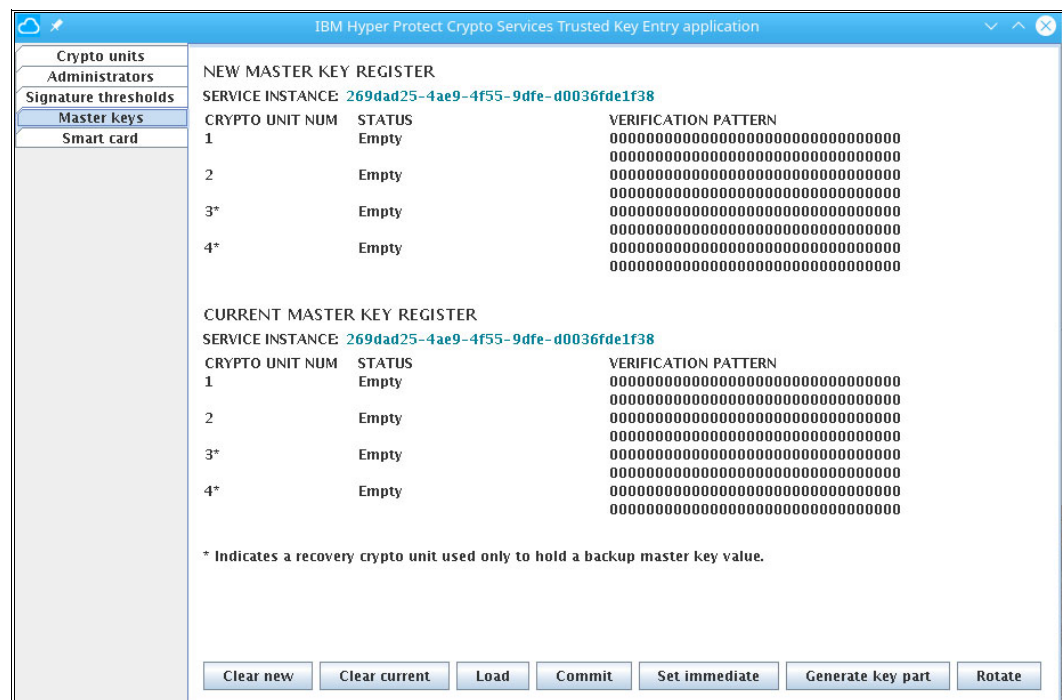 IBM Hyper Protect Crypto Services Trusted Key Entry application
Crypto units
Administrators
Signature thresholds
Master keys
Smart card
NEW MASTER KEY REGISTER
SERVICE INSTANCE: 269dad25-4ae9-4f55-9dfe-d0036fde1f38
CRYPTO UNIT NUM STATUS VERIFICATION PATTERN
1 Empty 00000000000000000000000000000000
00000000000000000000000000000000
2 Empty 00000000000000000000000000000000
00000000000000000000000000000000
3* Empty 00000000000000000000000000000000
00000000000000000000000000000000
4* Empty 00000000000000000000000000000000
00000000000000000000000000000000
CURRENT MASTER KEY REGISTER
SERVICE INSTANCE: 269dad25-4ae9-4f55-9dfe-d0036fde1f38
CRYPTO UNIT NUM STATUS VERIFICATION PATTERN
1 Empty 00000000000000000000000000000000
00000000000000000000000000000000
2 Empty 00000000000000000000000000000000
00000000000000000000000000000000
3* Empty 00000000000000000000000000000000
00000000000000000000000000000000
4* Empty 00000000000000000000000000000000
00000000000000000000000000000000
* Indicates a recovery crypto unit used only to hold a backup master key value.
Clear new Clear current Load Commit Set immediate Generate key part Rotate